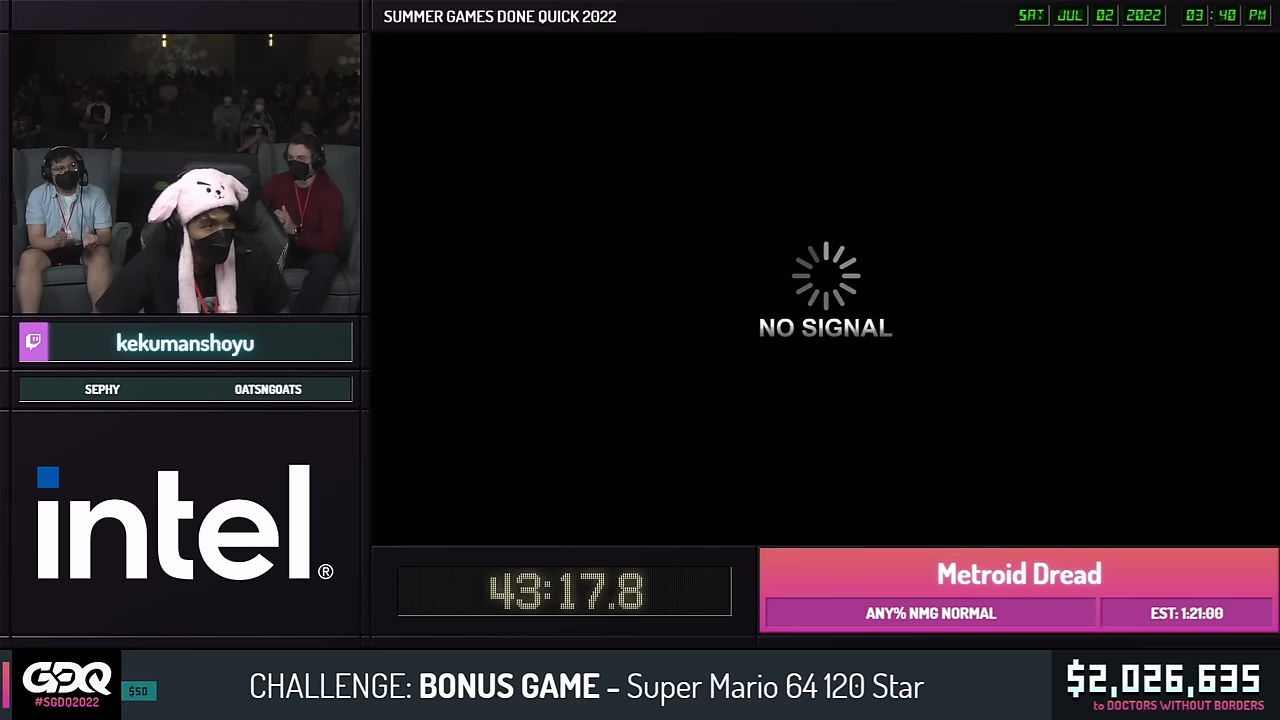 SUMMER GAMES DONE QUICK 2022
SAT JUL 02 2022 03:40 PM
NO SIGNAL
kekumanshoyu
SEPHY OATSNGOATS
intel®
43:17.8
Metroid Dread
ANY% NMG NORMAL EST: 1:21:00
GDQ
#SGDQ2022
$50
CHALLENGE: BONUS GAME – Super Mario 64 120 Star
$2,026,635
to DOCTORS WITHOUT BORDERS